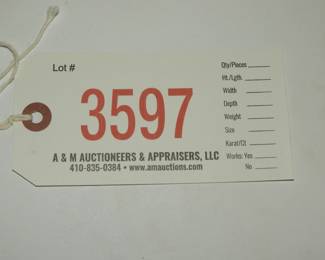 Lot #
3597
A & M AUCTIONEERS & APPRAISERS, LLC
410-835-0384 • www.amauctions.com
Qty/Pieces
Ht./Lgth.
Width
Depth
Weight
Size
Karat/Ct.
Works: Yes
No